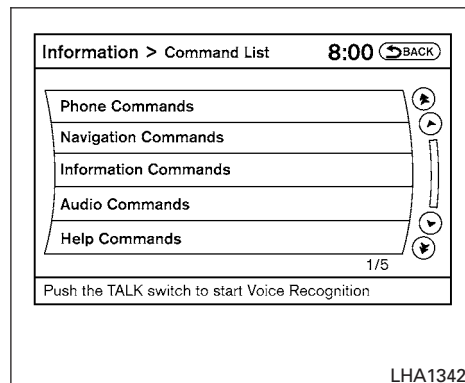 Information > Command List 8:00 BACK
Phone Commands
Navigation Commands
Information Commands
Audio Commands
Help Commands
1/5
Push the TALK switch to start Voice Recognition
LHA1342